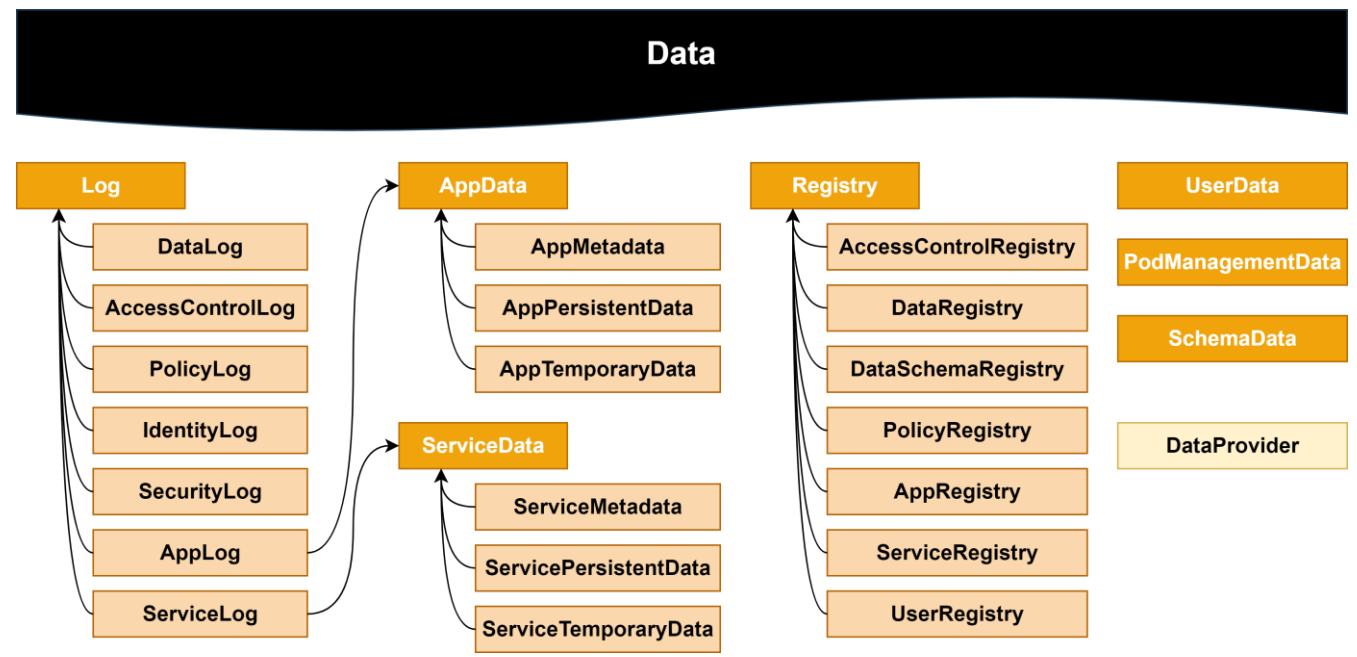 Data
Log
DataLog
AccessControlLog
PolicyLog
IdentityLog
SecurityLog
AppLog
ServiceLog
AppData
AppMetadata
AppPersistentData
AppTemporaryData
ServiceData
ServiceMetadata
ServicePersistentData
ServiceTemporaryData
Registry
AccessControlRegistry
DataRegistry
DataSchemaRegistry
PolicyRegistry
AppRegistry
ServiceRegistry
UserRegistry
UserData
PodManagementData
SchemaData
DataProvider